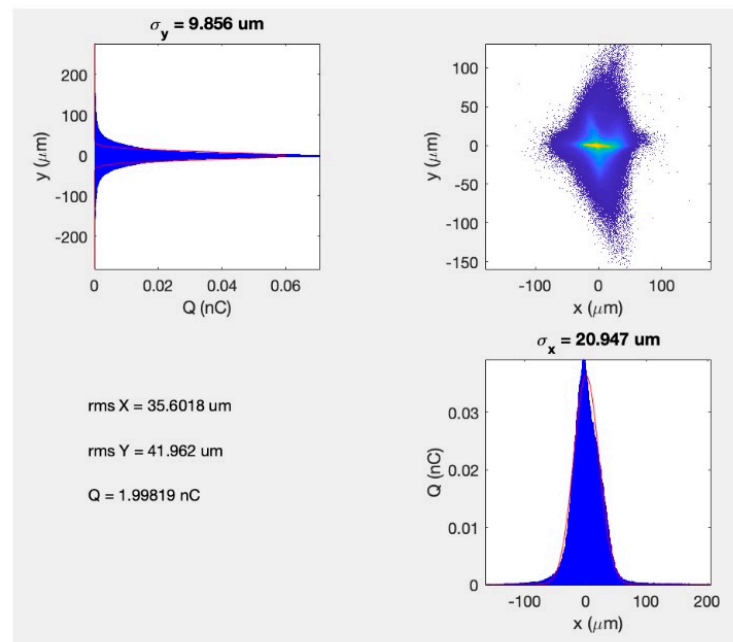 σy = 9.856 um
200
100
0
-100
-200
y (μm)
0
0.02
0.04
0.06
Q (nC)
100
50
0
-50
-100
-150
y (μm)
-100
0
100
x (μm)
rms X = 35.6018 um
rms Y = 41.962 um
Q = 1.99819 nC
σx = 20.947 um
0.03
0.02
0.01
0
Q (nC)
-100
0
100
200
x (μm)